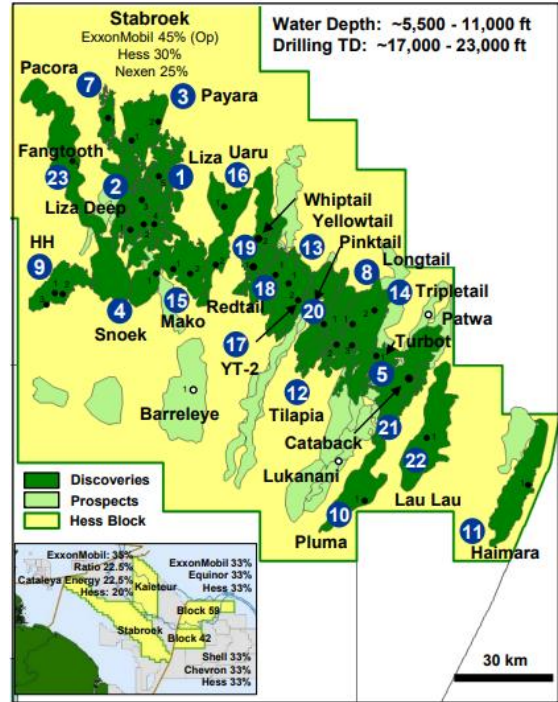 Stabroek
ExxonMobil 45% (Op)
Hess 30%
Nexen 25%
Water Depth: ~5,500 - 11,000 ft
Drilling TD: ~17,000 - 23,000 ft
Pacora
7
3
Payara
Fangtooth
23
2
1
Liza
Uaru
16
Liza Deep
Whiptail
Yellowtail
19
13
Pinktail
HH
9
8
Longtail
18
14
Tripletail
4
15
Redtail
20
Patwa
Snoek
Mako
17
Turbot
YT-2
5
Barreleye
12
Tilapia
Cataback
21
Lukanani
22
Discoveries
Prospects
Hess Block
10
Lau Lau
Pluma
11
Haimara
ExxonMobil: 35%
Ratio 22.5%
Cataleya Energy 22.5%
Hess: 20%
Kaieteur
ExxonMobil 33%
Equinor 33%
Hess 33%
Block 59
Stabroek
Block 42
Shell 33%
Chevron 33%
Hess 33%
30 km